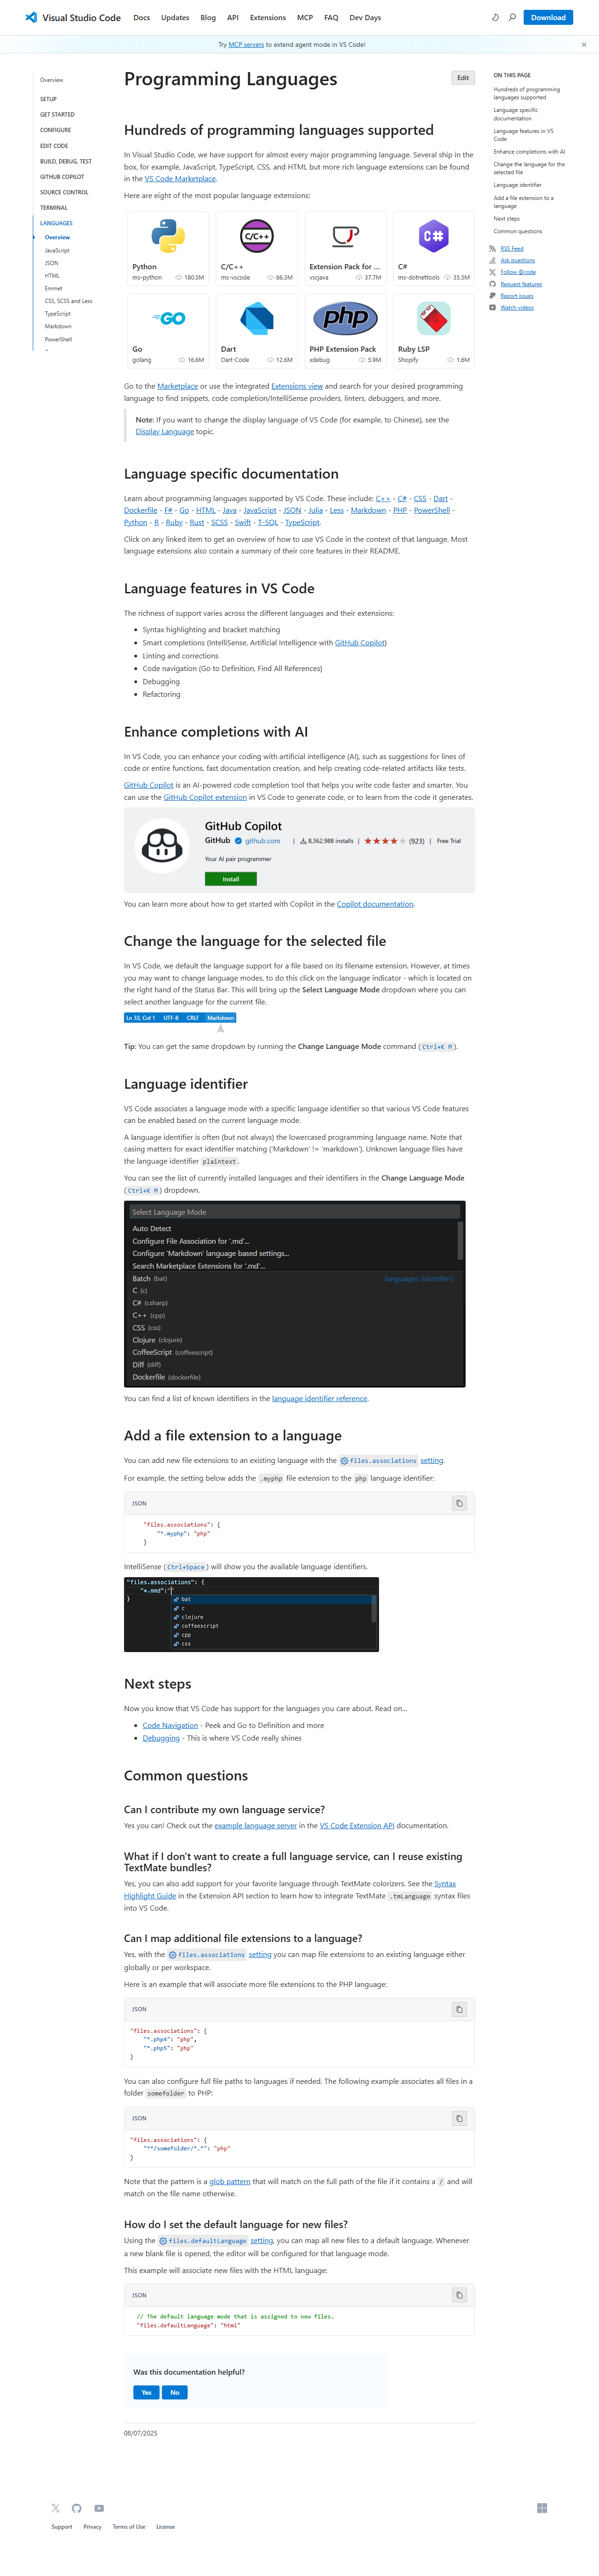 Visual Studio Code
Docs Updates Blog API Extensions MCP FAQ Dev Days
Download
Try MCP servers to extend agent mode in VS Code!
Overview
SETUP
GET STARTED
CONFIGURE
EDIT CODE
BUILD, DEBUG, TEST
GITHUB COPILOT
SOURCE CONTROL
TERMINAL
LANGUAGES
Overview
JavaScript
JSON
HTML
Emmet
CSS, SCSS and Less
TypeScript
Markdown
PowerShell
Programming Languages
Edit
Hundreds of programming languages supported
In Visual Studio Code, we have support for almost every major programming language. Several ship in the
box, for example, JavaScript, TypeScript, CSS, and HTML but more rich language extensions can be found
in the VS Code Marketplace.
Here are eight of the most popular language extensions:
C/C++
C#
Python
ms-python 180.5M
C/C++
ms-vscode 86.3M
Extension Pack for ...
vscjava 37.7M
C#
ms-dotnettools 35.5M
GO
php
Go
golang 16.6M
Dart
Dart-Code 12.6M
PHP Extension Pack
xdebug 5.9M
Ruby LSP
Shopify 1.6M
Go to the Marketplace or use the integrated Extensions view and search for your desired programming
language to find snippets, code completion/IntelliSense providers, linters, debuggers, and more.
Note: If you want to change the display language of VS Code (for example, to Chinese), see the
Display Language topic.
Language specific documentation
Learn about programming languages supported by VS Code. These include: C++ - C# - CSS - Dart -
Dockerfile - F# - Go - HTML - Java - JavaScript - JSON - Julia - Less - Markdown - PHP - PowerShell -
Python - R - Ruby - Rust - SCSS - Swift - T-SQL - TypeScript.
Click on any linked item to get an overview of how to use VS Code in the context of that language. Most
language extensions also contain a summary of their core features in their README.
Language features in VS Code
The richness of support varies across the different languages and their extensions:
Syntax highlighting and bracket matching
Smart completions (IntelliSense, Artificial Intelligence with GitHub Copilot)
Linting and corrections
Code navigation (Go to Definition, Find All References)
Debugging
Refactoring
Enhance completions with AI
In VS Code, you can enhance your coding with artificial intelligence (AI), such as suggestions for lines of
code or entire functions, fast documentation creation, and help creating code-related artifacts like tests.
GitHub Copilot is an AI-powered code completion tool that helps you write code faster and smarter. You
can use the GitHub Copilot extension in VS Code to generate code, or to learn from the code it generates.
GitHub Copilot
GitHub github.com | 8,362,988 installs | (923) | Free Trial
Your AI pair programmer
Install
You can learn more about how to get started with Copilot in the Copilot documentation.
Change the language for the selected file
In VS Code, we default the language support for a file based on its filename extension. However, at times
you may want to change language modes, to do this click on the language indicator - which is located on
the right hand of the Status Bar. This will bring up the Select Language Mode dropdown where you can
select another language for the current file.
Ln 33, Col 1 UTF-8 CRLF Markdown
Tip: You can get the same dropdown by running the Change Language Mode command (Ctrl+K M).
Language identifier
VS Code associates a language mode with a specific language identifier so that various VS Code features
can be enabled based on the current language mode.
A language identifier is often (but not always) the lowercased programming language name. Note that
casing matters for exact identifier matching ('Markdown' != 'markdown'). Unknown language files have
the language identifier plaintext.
You can see the list of currently installed languages and their identifiers in the Change Language Mode
(Ctrl+K M) dropdown.
Select Language Mode
Auto Detect
Configure File Association for '.md'...
Configure 'Markdown' language based settings...
Search Marketplace Extensions for '.md'...
Batch (bat) languages (identifier)
C (c)
C# (csharp)
C++ (cpp)
CSS (css)
Clojure (clojure)
CoffeeScript (coffeescript)
Diff (diff)
Dockerfile (dockerfile)
You can find a list of known identifiers in the language identifier reference.
Add a file extension to a language
You can add new file extensions to an existing language with the files.associations setting.
For example, the setting below adds the .myphp file extension to the php language identifier:
JSON
"files.associations": {
"*.myphp": "php"
}
IntelliSense (Ctrl+Space) will show you the available language identifiers.
"files.associations": {
"*.mmd":""
}
bat
c
clojure
coffeescript
cpp
css
Next steps
Now you know that VS Code has support for the languages you care about. Read on...
Code Navigation - Peek and Go to Definition and more
Debugging - This is where VS Code really shines
Common questions
Can I contribute my own language service?
Yes you can! Check out the example language server in the VS Code Extension API documentation.
What if I don't want to create a full language service, can I reuse existing
TextMate bundles?
Yes, you can also add support for your favorite language through TextMate colorizers. See the Syntax
Highlight Guide in the Extension API section to learn how to integrate TextMate .tmLanguage syntax files
into VS Code.
Can I map additional file extensions to a language?
Yes, with the files.associations setting you can map file extensions to an existing language either
globally or per workspace.
Here is an example that will associate more file extensions to the PHP language:
JSON
"files.associations": {
"*.php4": "php",
"*.php5": "php"
}
You can also configure full file paths to languages if needed. The following example associates all files in a
folder somefolder to PHP:
JSON
"files.associations": {
"**/somefolder/*.*": "php"
}
Note that the pattern is a glob pattern that will match on the full path of the file if it contains a / and will
match on the file name otherwise.
How do I set the default language for new files?
Using the files.defaultLanguage setting, you can map all new files to a default language. Whenever
a new blank file is opened, the editor will be configured for that language mode.
This example will associate new files with the HTML language:
JSON
// The default language mode that is assigned to new files.
"files.defaultLanguage": "html"
Was this documentation helpful?
Yes No
08/07/2025
ON THIS PAGE
Hundreds of programming
languages supported
Language specific
documentation
Language features in VS
Code
Enhance completions with AI
Change the language for the
selected file
Language identifier
Add a file extension to a
language
Next steps
Common questions
RSS Feed
Ask questions
Follow @code
Request features
Report issues
Watch videos
Support Privacy Terms of Use License